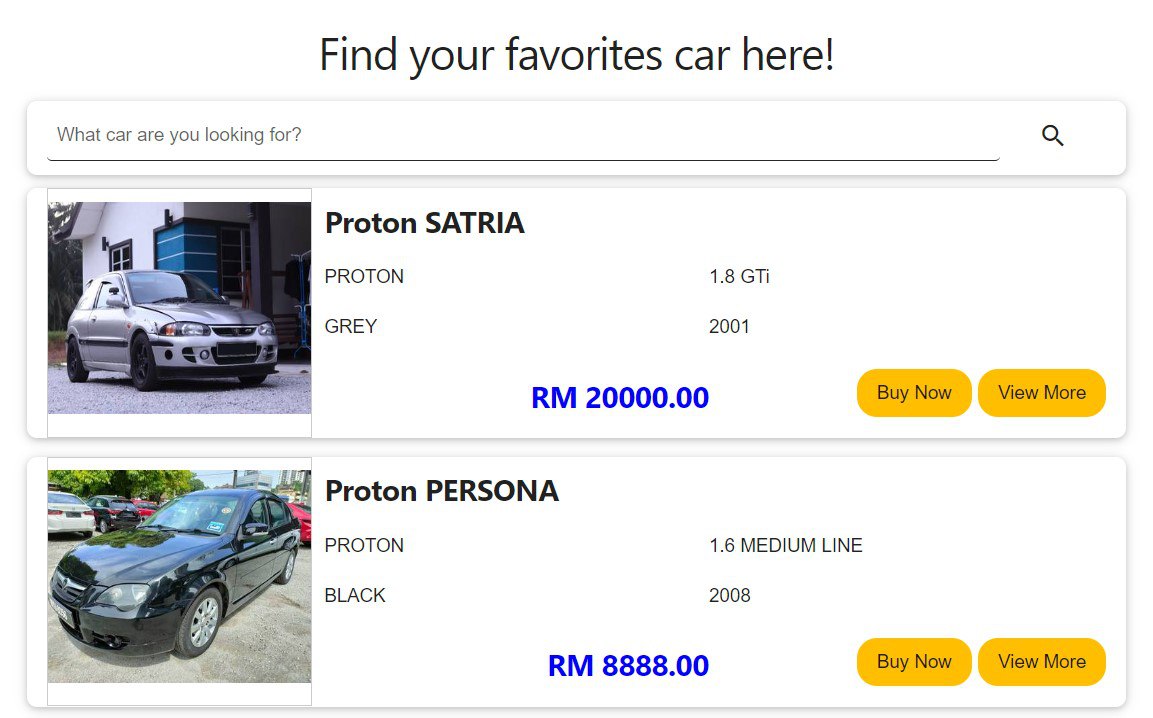 Find your favorites car here!
What car are you looking for?
Proton SATRIA
PROTON 1.8 GTi
GREY 2001
RM 20000.00 Buy Now View More
Proton PERSONA
PROTON 1.6 MEDIUM LINE
BLACK 2008
RM 8888.00 Buy Now View More